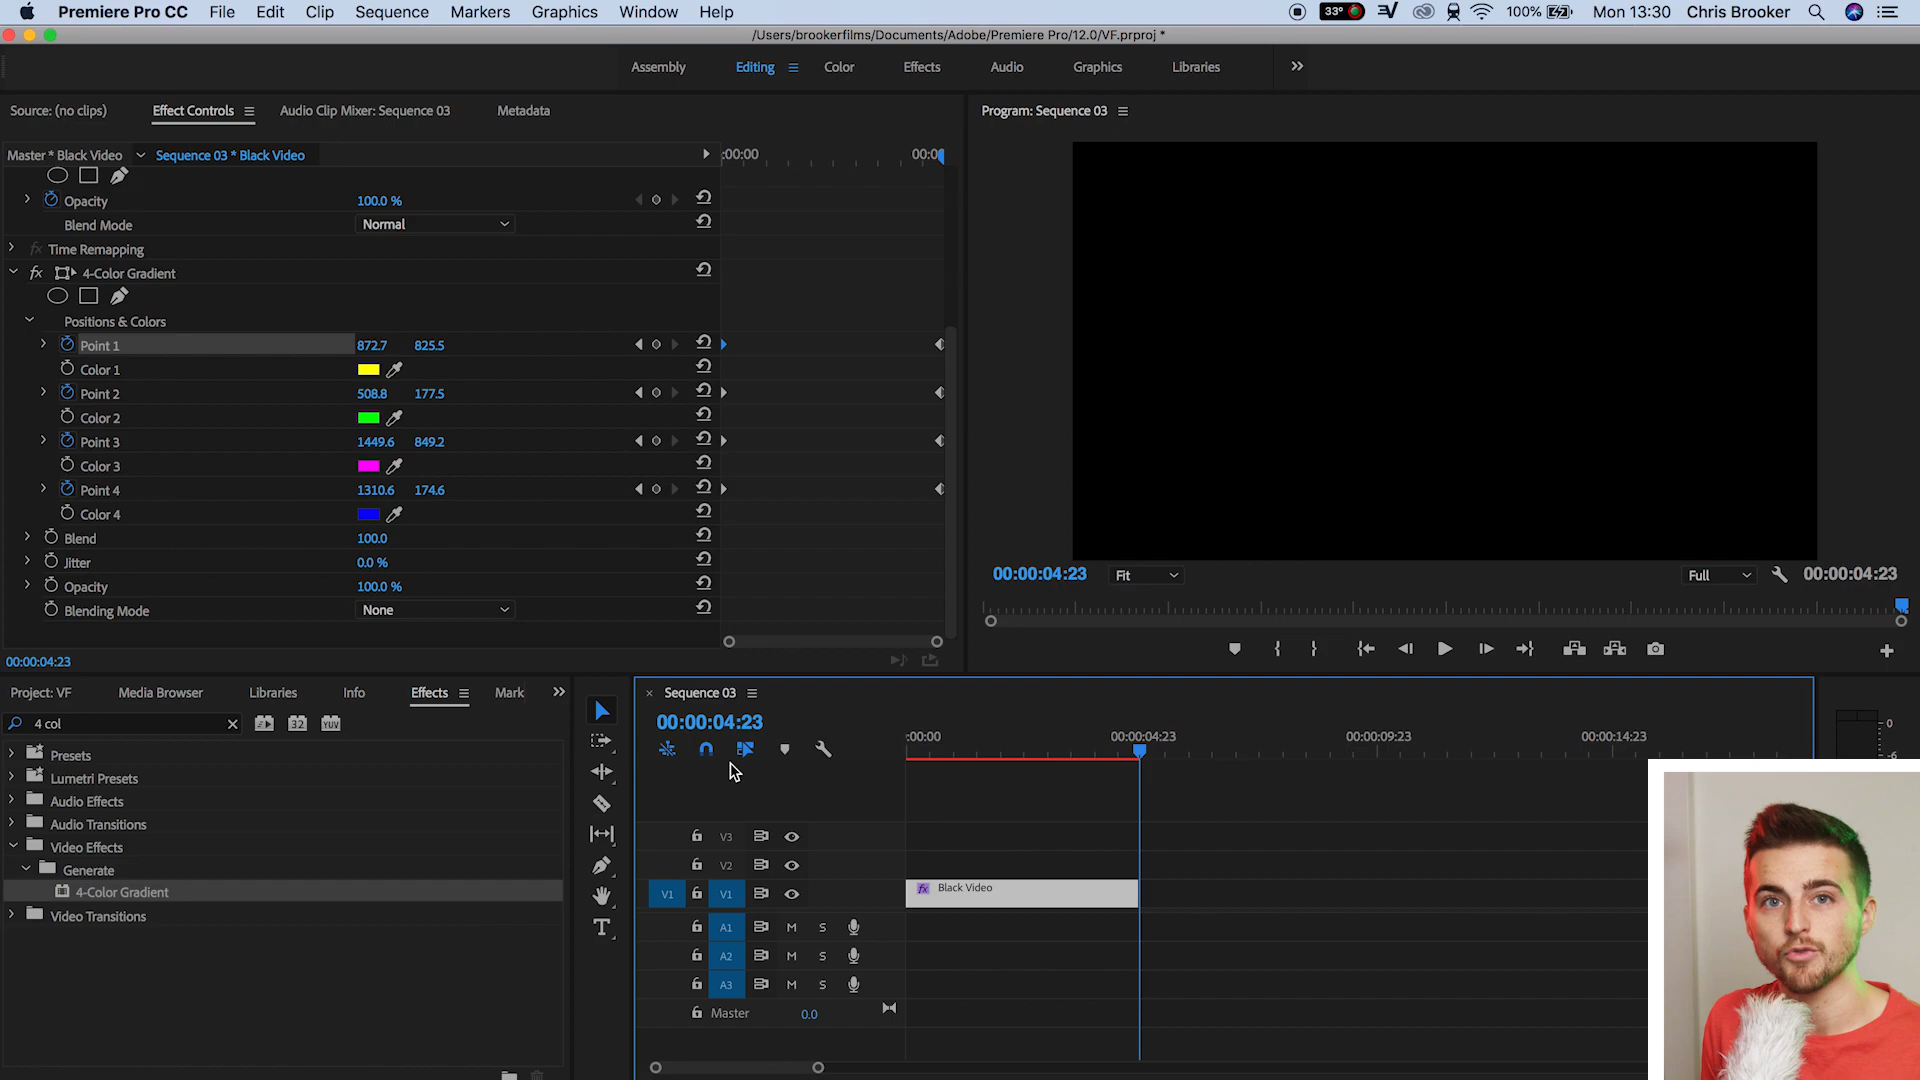 Premiere Pro CC File Edit Clip Sequence Markers Graphics Window Help 33° 100% Mon 13:30 Chris Brooker
/Users/brookerfilms/Documents/Adobe/Premiere Pro/12.0/VF.prproj *
Assembly Editing Color Effects Audio Graphics Libraries
Source: (no clips) Effect Controls Audio Clip Mixer: Sequence 03 Metadata
Program: Sequence 03
Master * Black Video Sequence 03 * Black Video :00:00
Opacity 100.0 %
Blend Mode Normal
Time Remapping
fx 4-Color Gradient
Positions & Colors
Point 1 872.7 825.5
Color 1
Point 2 508.8 177.5
Color 2
Point 3 1449.6 849.2
Color 3
Point 4 1310.6 174.6
Color 4
Blend 100.0
Jitter 0.0 %
Opacity 100.0 %
Blending Mode None
00:00:04:23
00:00:04:23 Fit Full 00:00:04:23
Project: VF Media Browser Libraries Info Effects Mark
4 col 32 YUV
Presets
Lumetri Presets
Audio Effects
Audio Transitions
Video Effects
Generate
4-Color Gradient
Video Transitions
Sequence 03
00:00:04:23
:00:00 00:00:04:23 00:00:09:23 00:00:14:23
V3
V2
V1 V1 fx Black Video
A1 M S
A2 M S
A3 M S
Master 0.0
0
-6